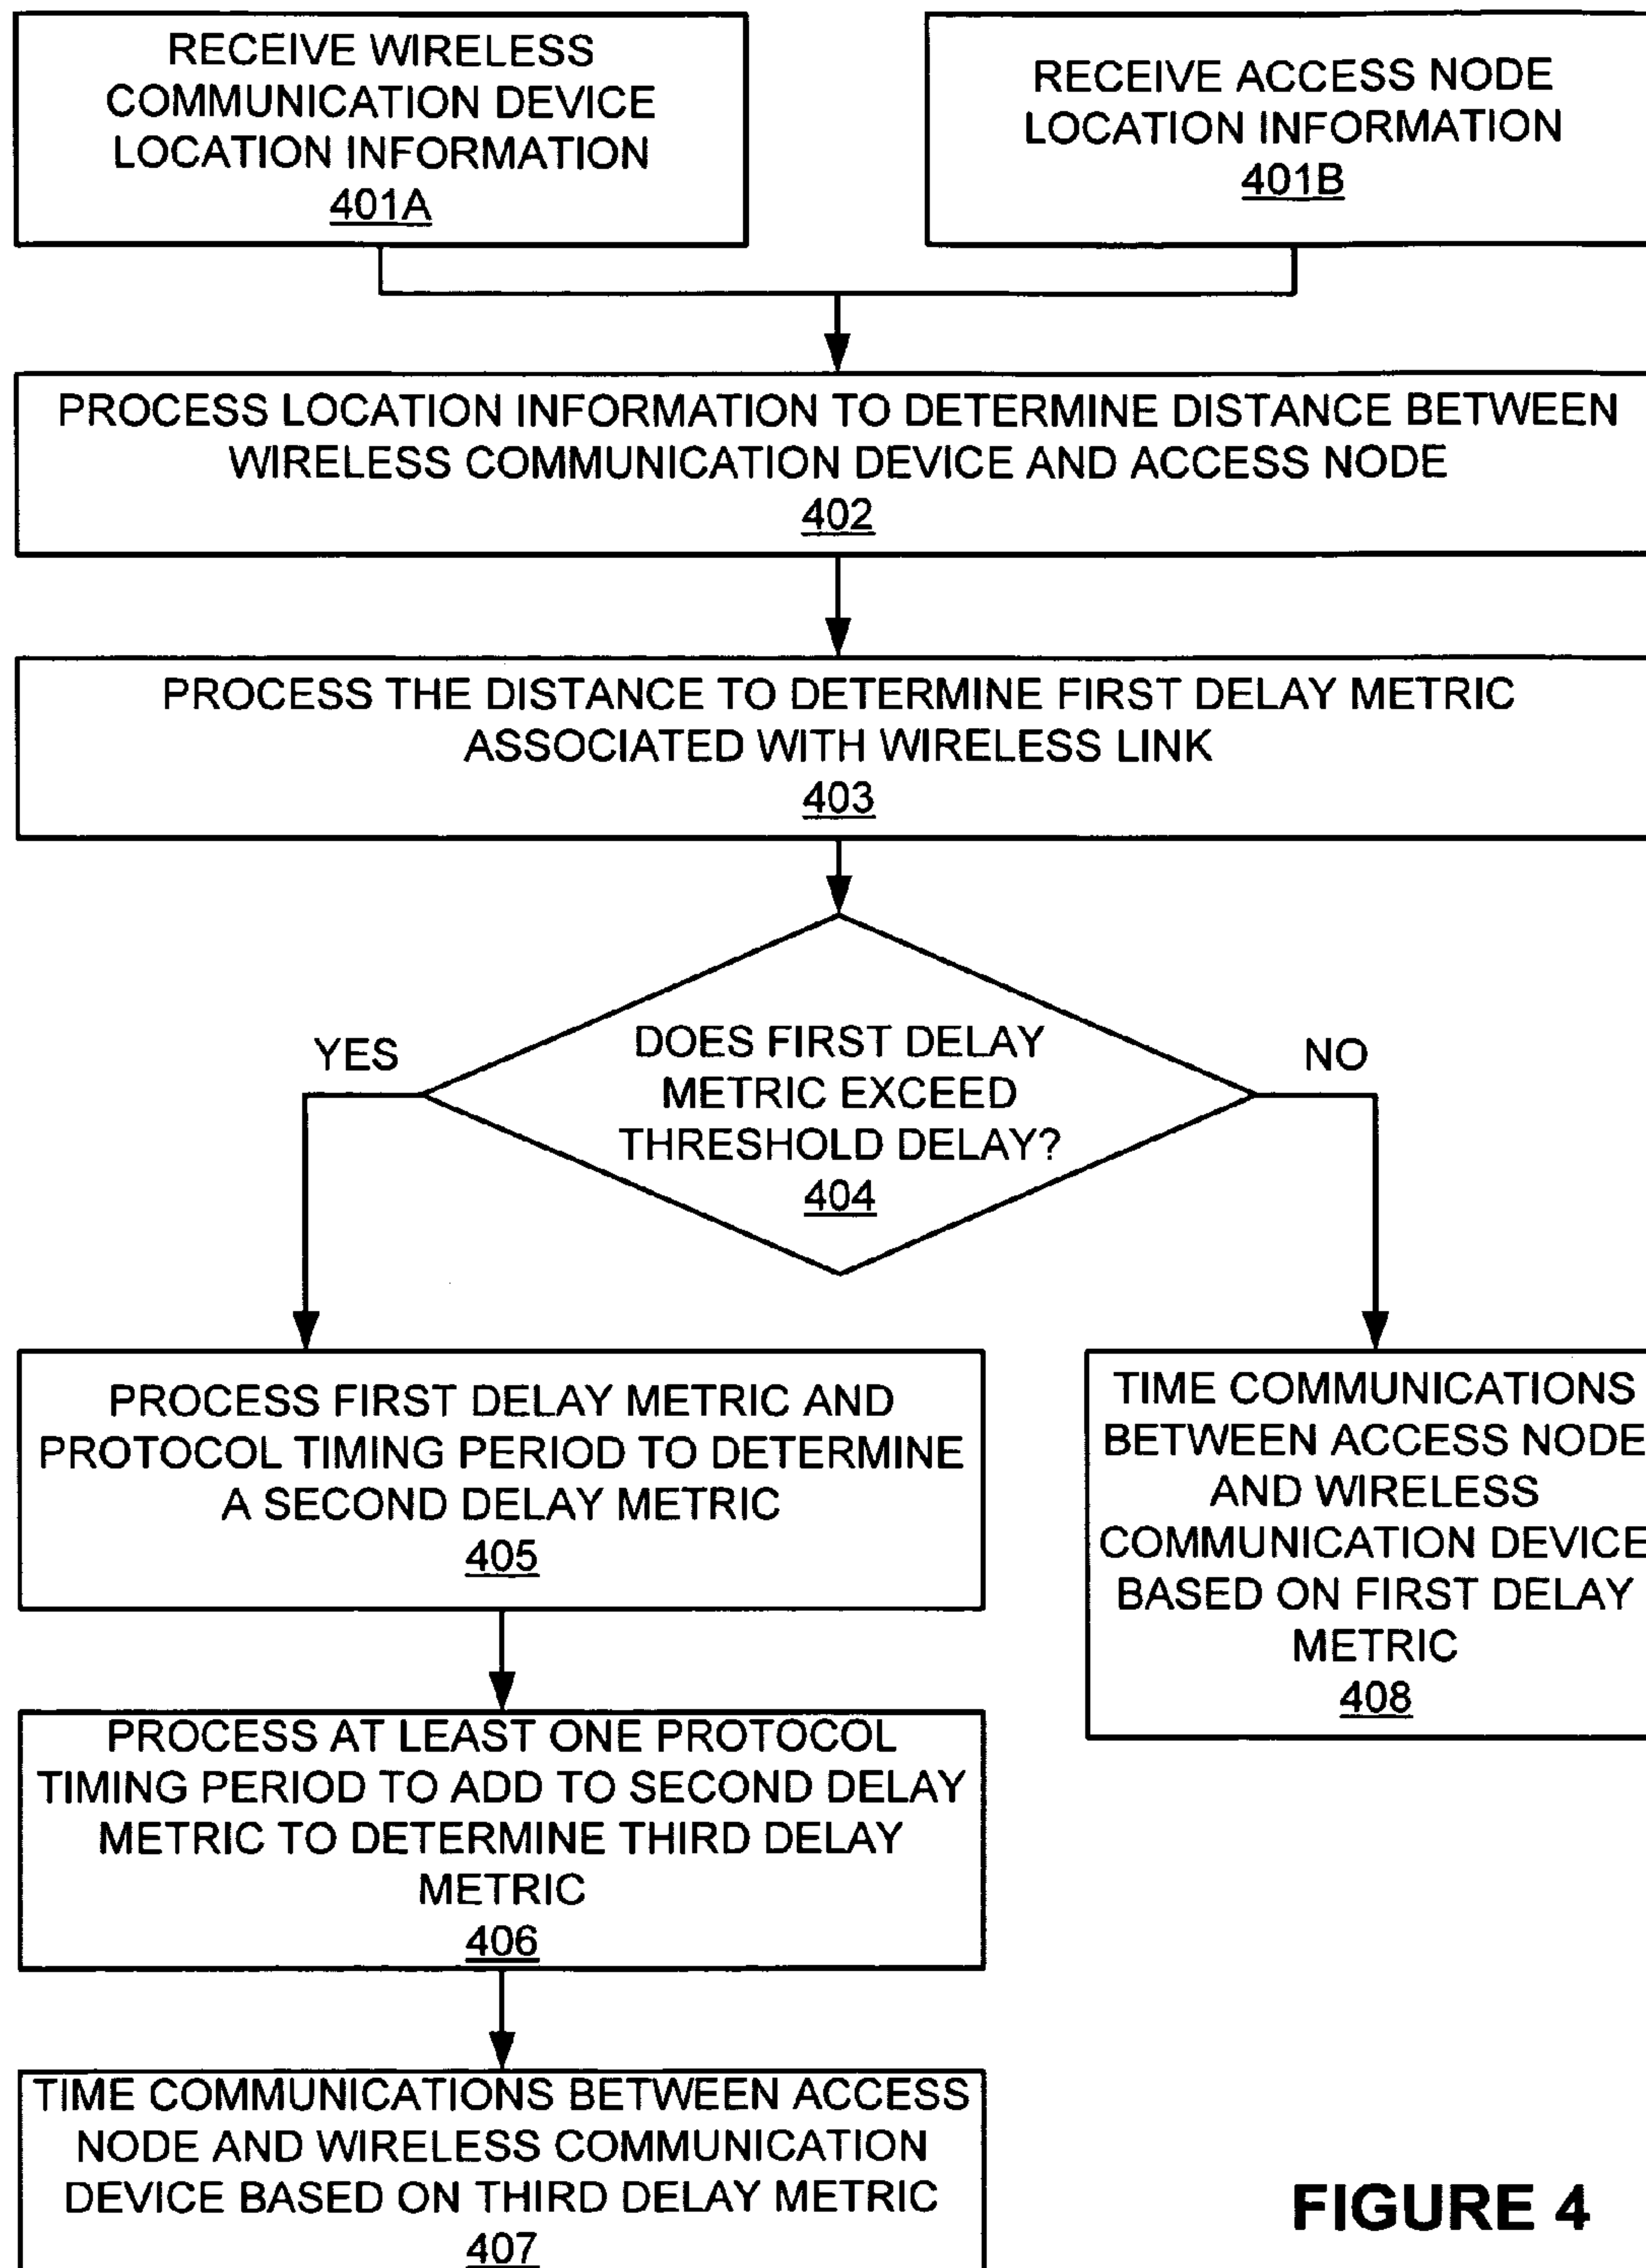 RECEIVE WIRELESS
COMMUNICATION DEVICE
LOCATION INFORMATION
401A
RECEIVE ACCESS NODE
LOCATION INFORMATION
401B
PROCESS LOCATION INFORMATION TO DETERMINE DISTANCE BETWEEN
WIRELESS COMMUNICATION DEVICE AND ACCESS NODE
402
PROCESS THE DISTANCE TO DETERMINE FIRST DELAY METRIC
ASSOCIATED WITH WIRELESS LINK
403
DOES FIRST DELAY
METRIC EXCEED
THRESHOLD DELAY?
404
YES
NO
PROCESS FIRST DELAY METRIC AND
PROTOCOL TIMING PERIOD TO DETERMINE
A SECOND DELAY METRIC
405
PROCESS AT LEAST ONE PROTOCOL
TIMING PERIOD TO ADD TO SECOND DELAY
METRIC TO DETERMINE THIRD DELAY
METRIC
406
TIME COMMUNICATIONS BETWEEN ACCESS
NODE AND WIRELESS COMMUNICATION
DEVICE BASED ON THIRD DELAY METRIC
407
TIME COMMUNICATIONS
BETWEEN ACCESS NODE
AND WIRELESS
COMMUNICATION DEVICE
BASED ON FIRST DELAY
METRIC
408
FIGURE 4